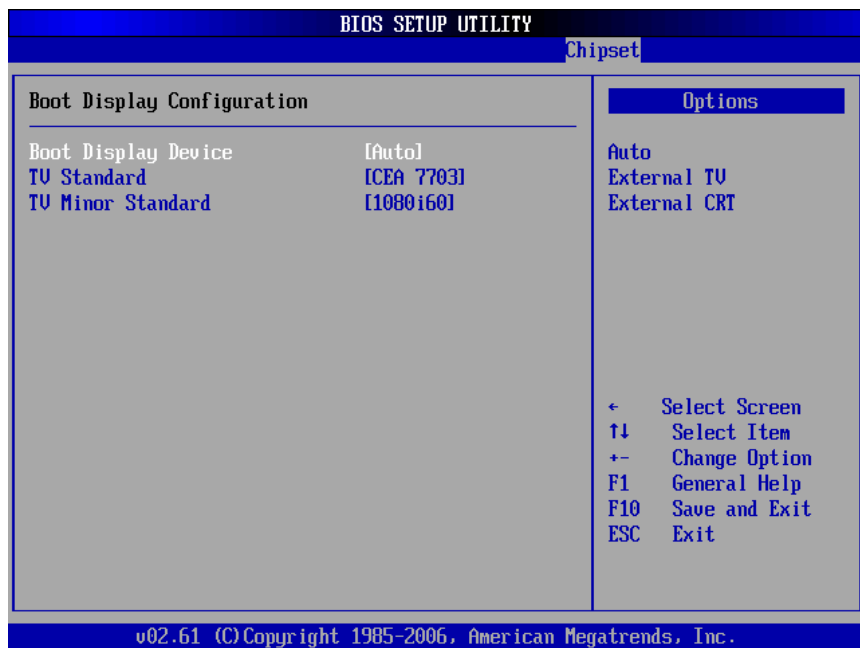 BIOS SETUP UTILITY
Chipset
Boot Display Configuration
Boot Display Device [Auto]
TV Standard [CEA 7703]
TV Minor Standard [1080i60]
Options
Auto
External TV
External CRT
← Select Screen
↑↓ Select Item
+- Change Option
F1 General Help
F10 Save and Exit
ESC Exit
v02.61 (C)Copyright 1985-2006, American Megatrends, Inc.